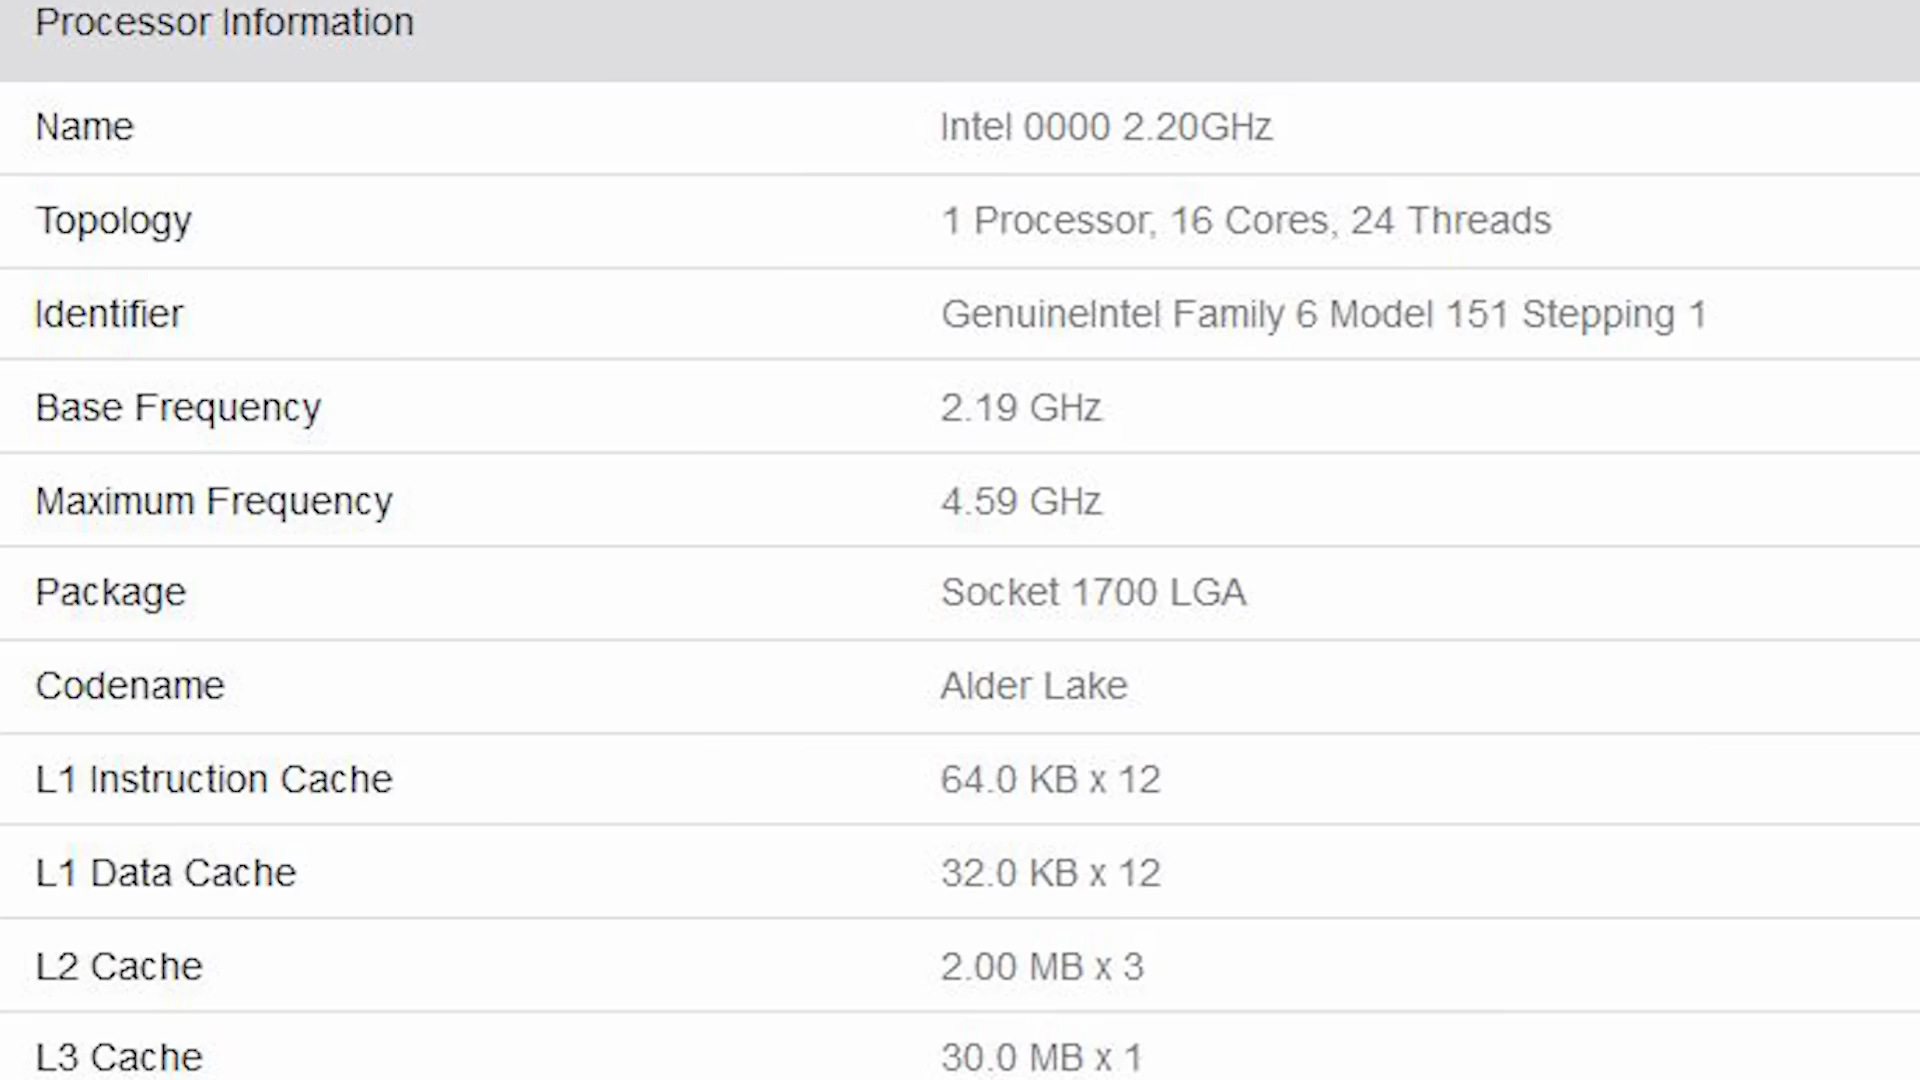 Processor Information
Name Intel 0000 2.20GHz
Topology 1 Processor, 16 Cores, 24 Threads
Identifier GenuineIntel Family 6 Model 151 Stepping 1
Base Frequency 2.19 GHz
Maximum Frequency 4.59 GHz
Package Socket 1700 LGA
Codename Alder Lake
L1 Instruction Cache 64.0 KB x 12
L1 Data Cache 32.0 KB x 12
L2 Cache 2.00 MB x 3
L3 Cache 30.0 MB x 1